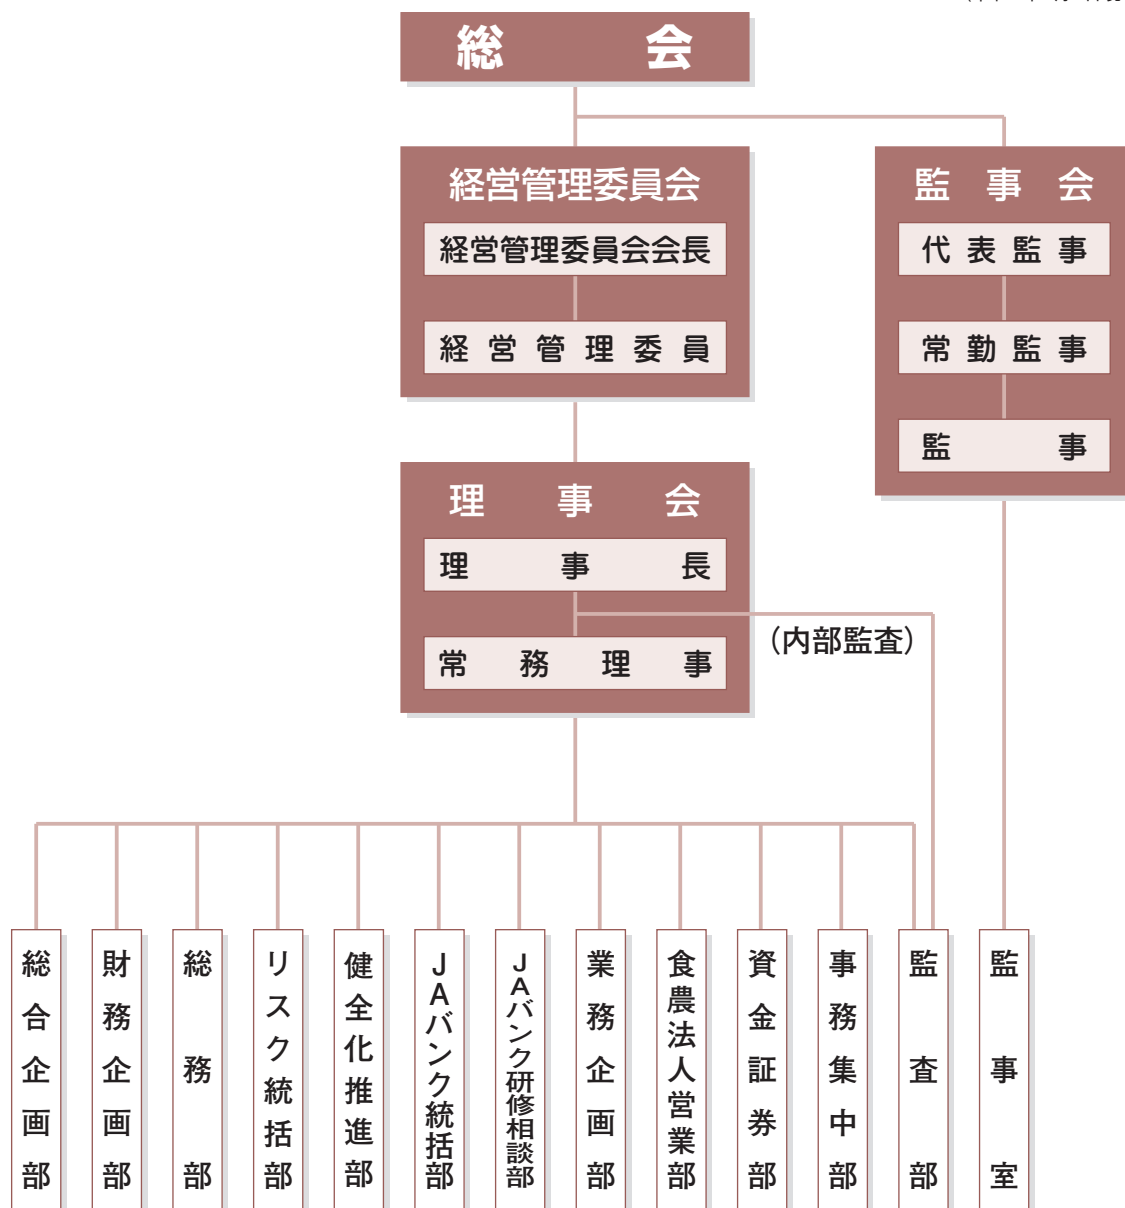 総会
経営管理委員会
経営管理委員会会長
経営管理委員
監事会
代表監事
常勤監事
監事
理事会
理事長
(内部監査)
常務理事
総合企画部
財務企画部
総務部
リスク統括部
健全化推進部
JAバンク統括部
JAバンク研修相談部
業務企画部
食農法人営業部
資金証券部
事務集中部
監査部
監事室